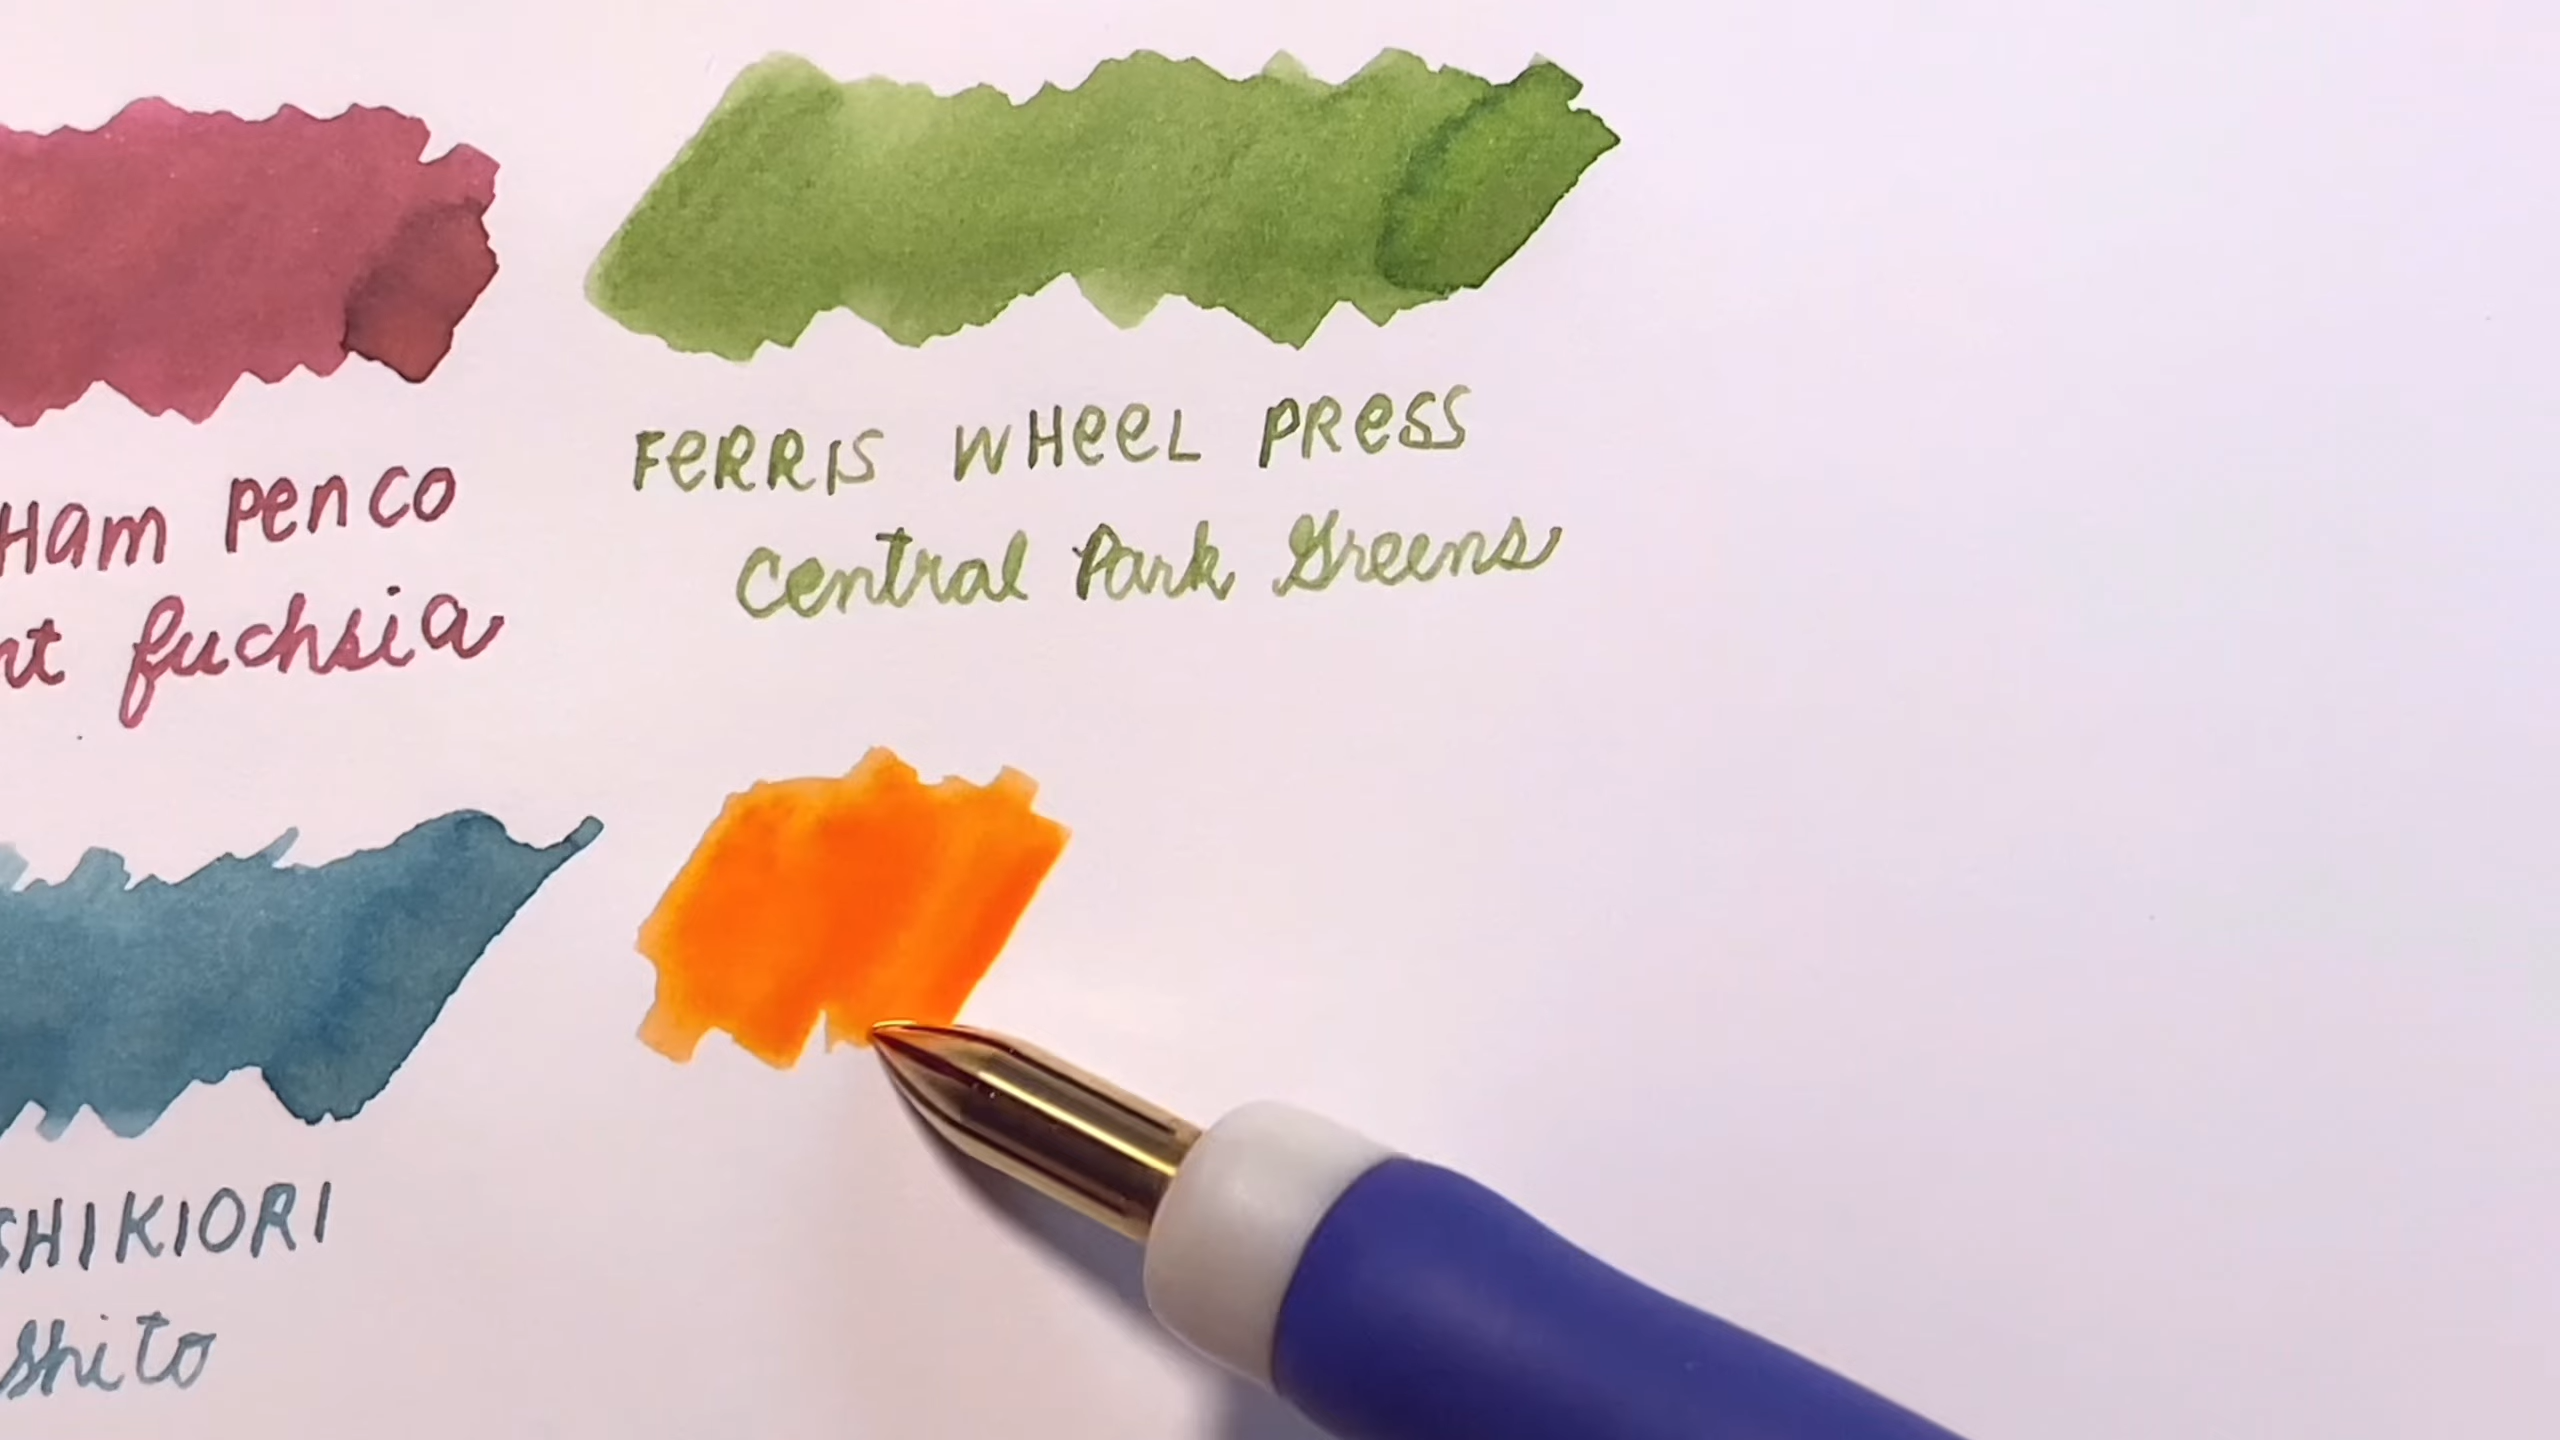 Ham Penco
nt fuchsia
FeRRIS WHeeL PRESS
Central Park Greens
SHIKIORI
shito